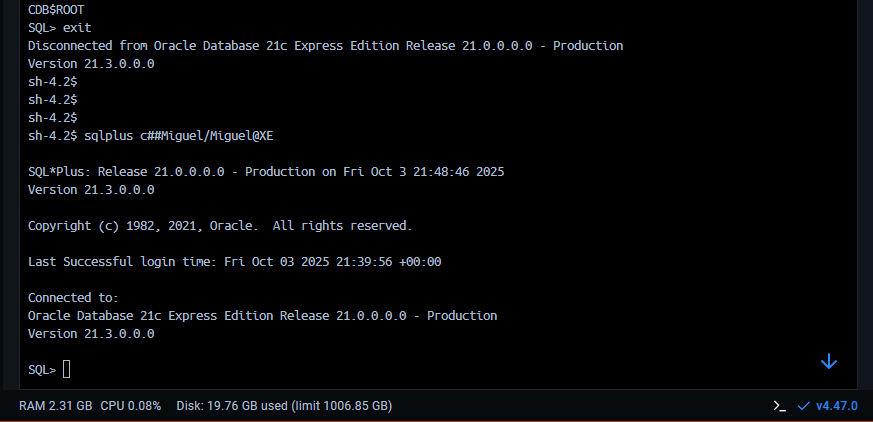 CDB$ROOT
SQL> exit
Disconnected from Oracle Database 21c Express Edition Release 21.0.0.0.0 - Production
Version 21.3.0.0.0
sh-4.2$
sh-4.2$
sh-4.2$
sh-4.2$ sqlplus c##Miguel/Miguel@XE
SQL*Plus: Release 21.0.0.0.0 - Production on Fri Oct 3 21:48:46 2025
Version 21.3.0.0.0
Copyright (c) 1982, 2021, Oracle.  All rights reserved.
Last Successful login time: Fri Oct 03 2025 21:39:56 +00:00
Connected to:
Oracle Database 21c Express Edition Release 21.0.0.0.0 - Production
Version 21.3.0.0.0
SQL>
RAM 2.31 GB CPU 0.08% Disk: 19.76 GB used (limit 1006.85 GB) v4.47.0